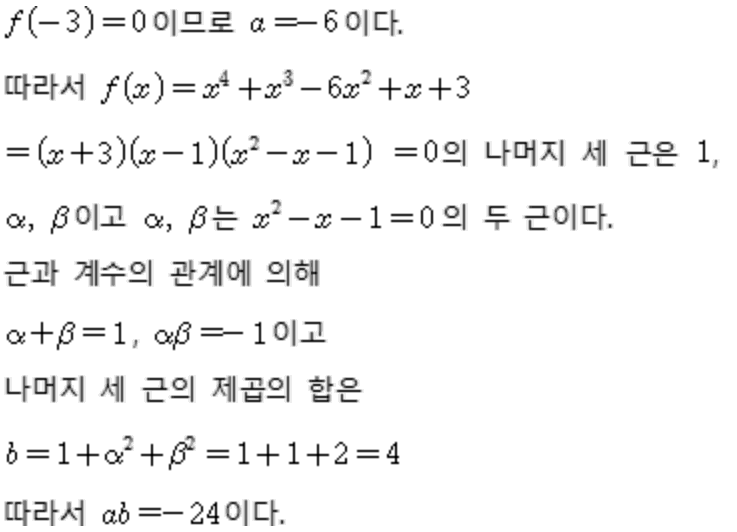 f(-3)=0이므로 a=-6이다.
따라서 f(x)=x⁴+x³-6x²+x+3
=(x+3)(x-1)(x²-x-1) =0의 나머지 세 근은 1,
α, β이고 α, β는 x²-x-1=0의 두 근이다.
근과 계수의 관계에 의해
α+β=1, αβ=-1이고
나머지 세 근의 제곱의 합은
b=1+α²+β²=1+1+2=4
따라서 ab=-24이다.